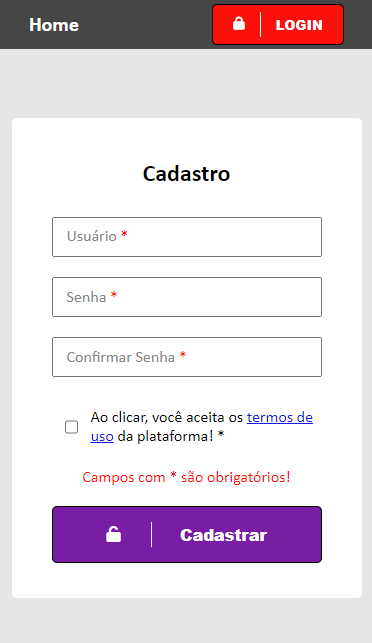 Home
LOGIN
Cadastro
Usuário *
Senha *
Confirmar Senha *
Ao clicar, você aceita os termos de
uso da plataforma! *
Campos com * são obrigatórios!
Cadastrar